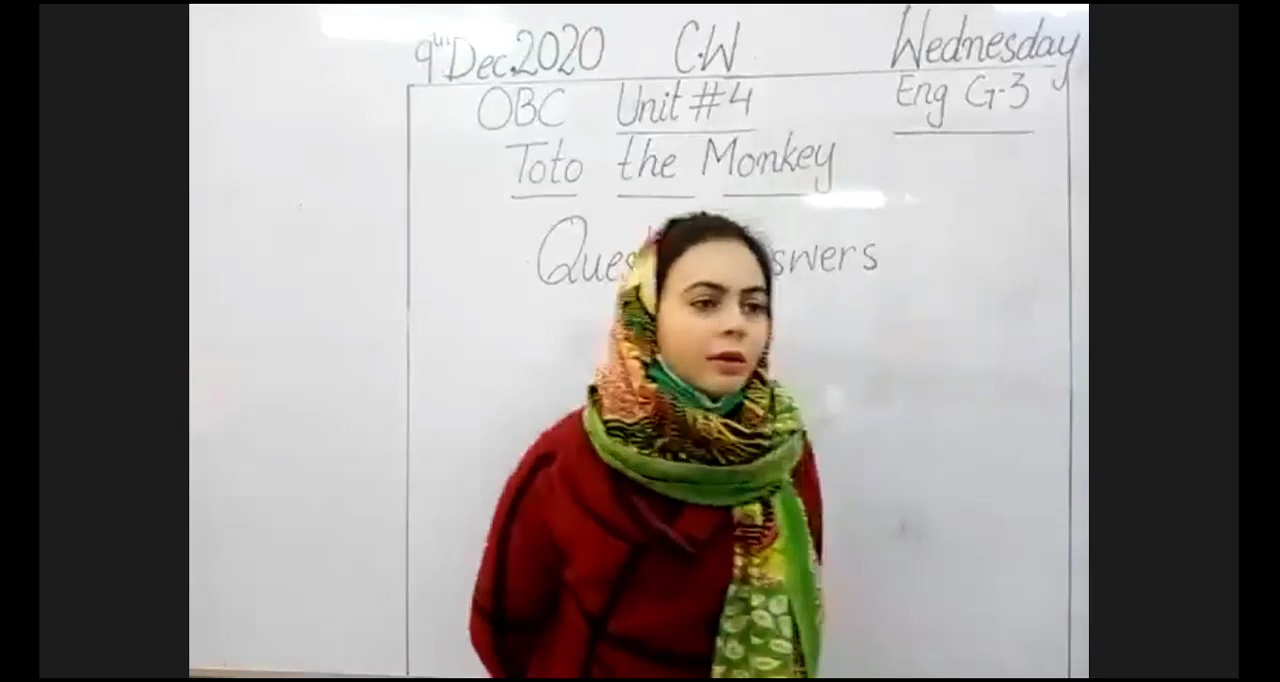 9th Dec.2020 C.W Wednesday
OBC Unit #4 Eng G-3
Toto the Monkey